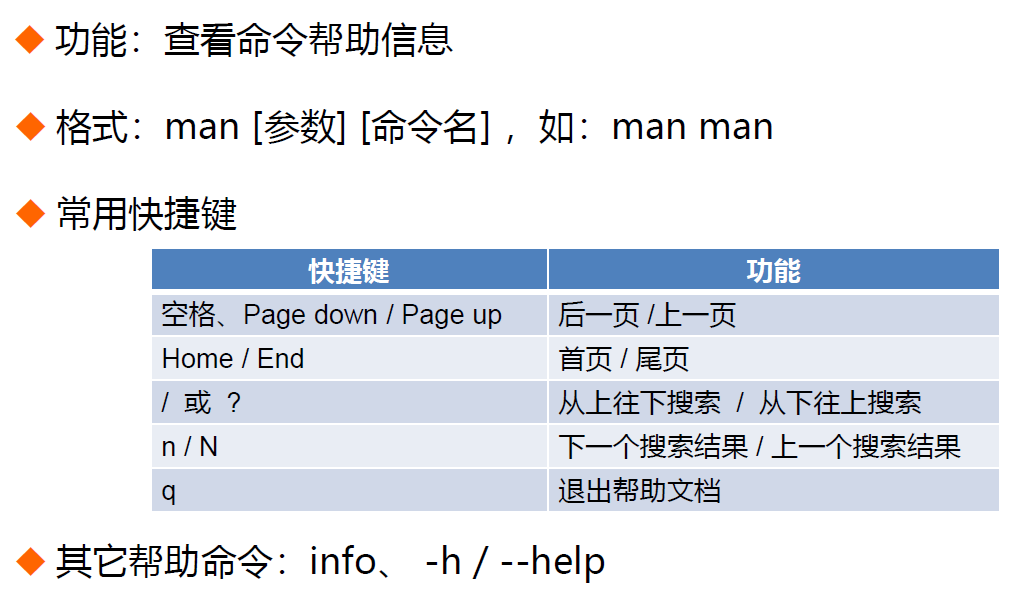 功能：查看命令帮助信息
格式：man [参数] [命令名] ，如：man man
常用快捷键
快捷键 功能
空格、Page down / Page up 后一页 /上一页
Home / End 首页 / 尾页
/ 或 ? 从上往下搜索 / 从下往上搜索
n / N 下一个搜索结果 / 上一个搜索结果
q 退出帮助文档
其它帮助命令：info、 -h / --help